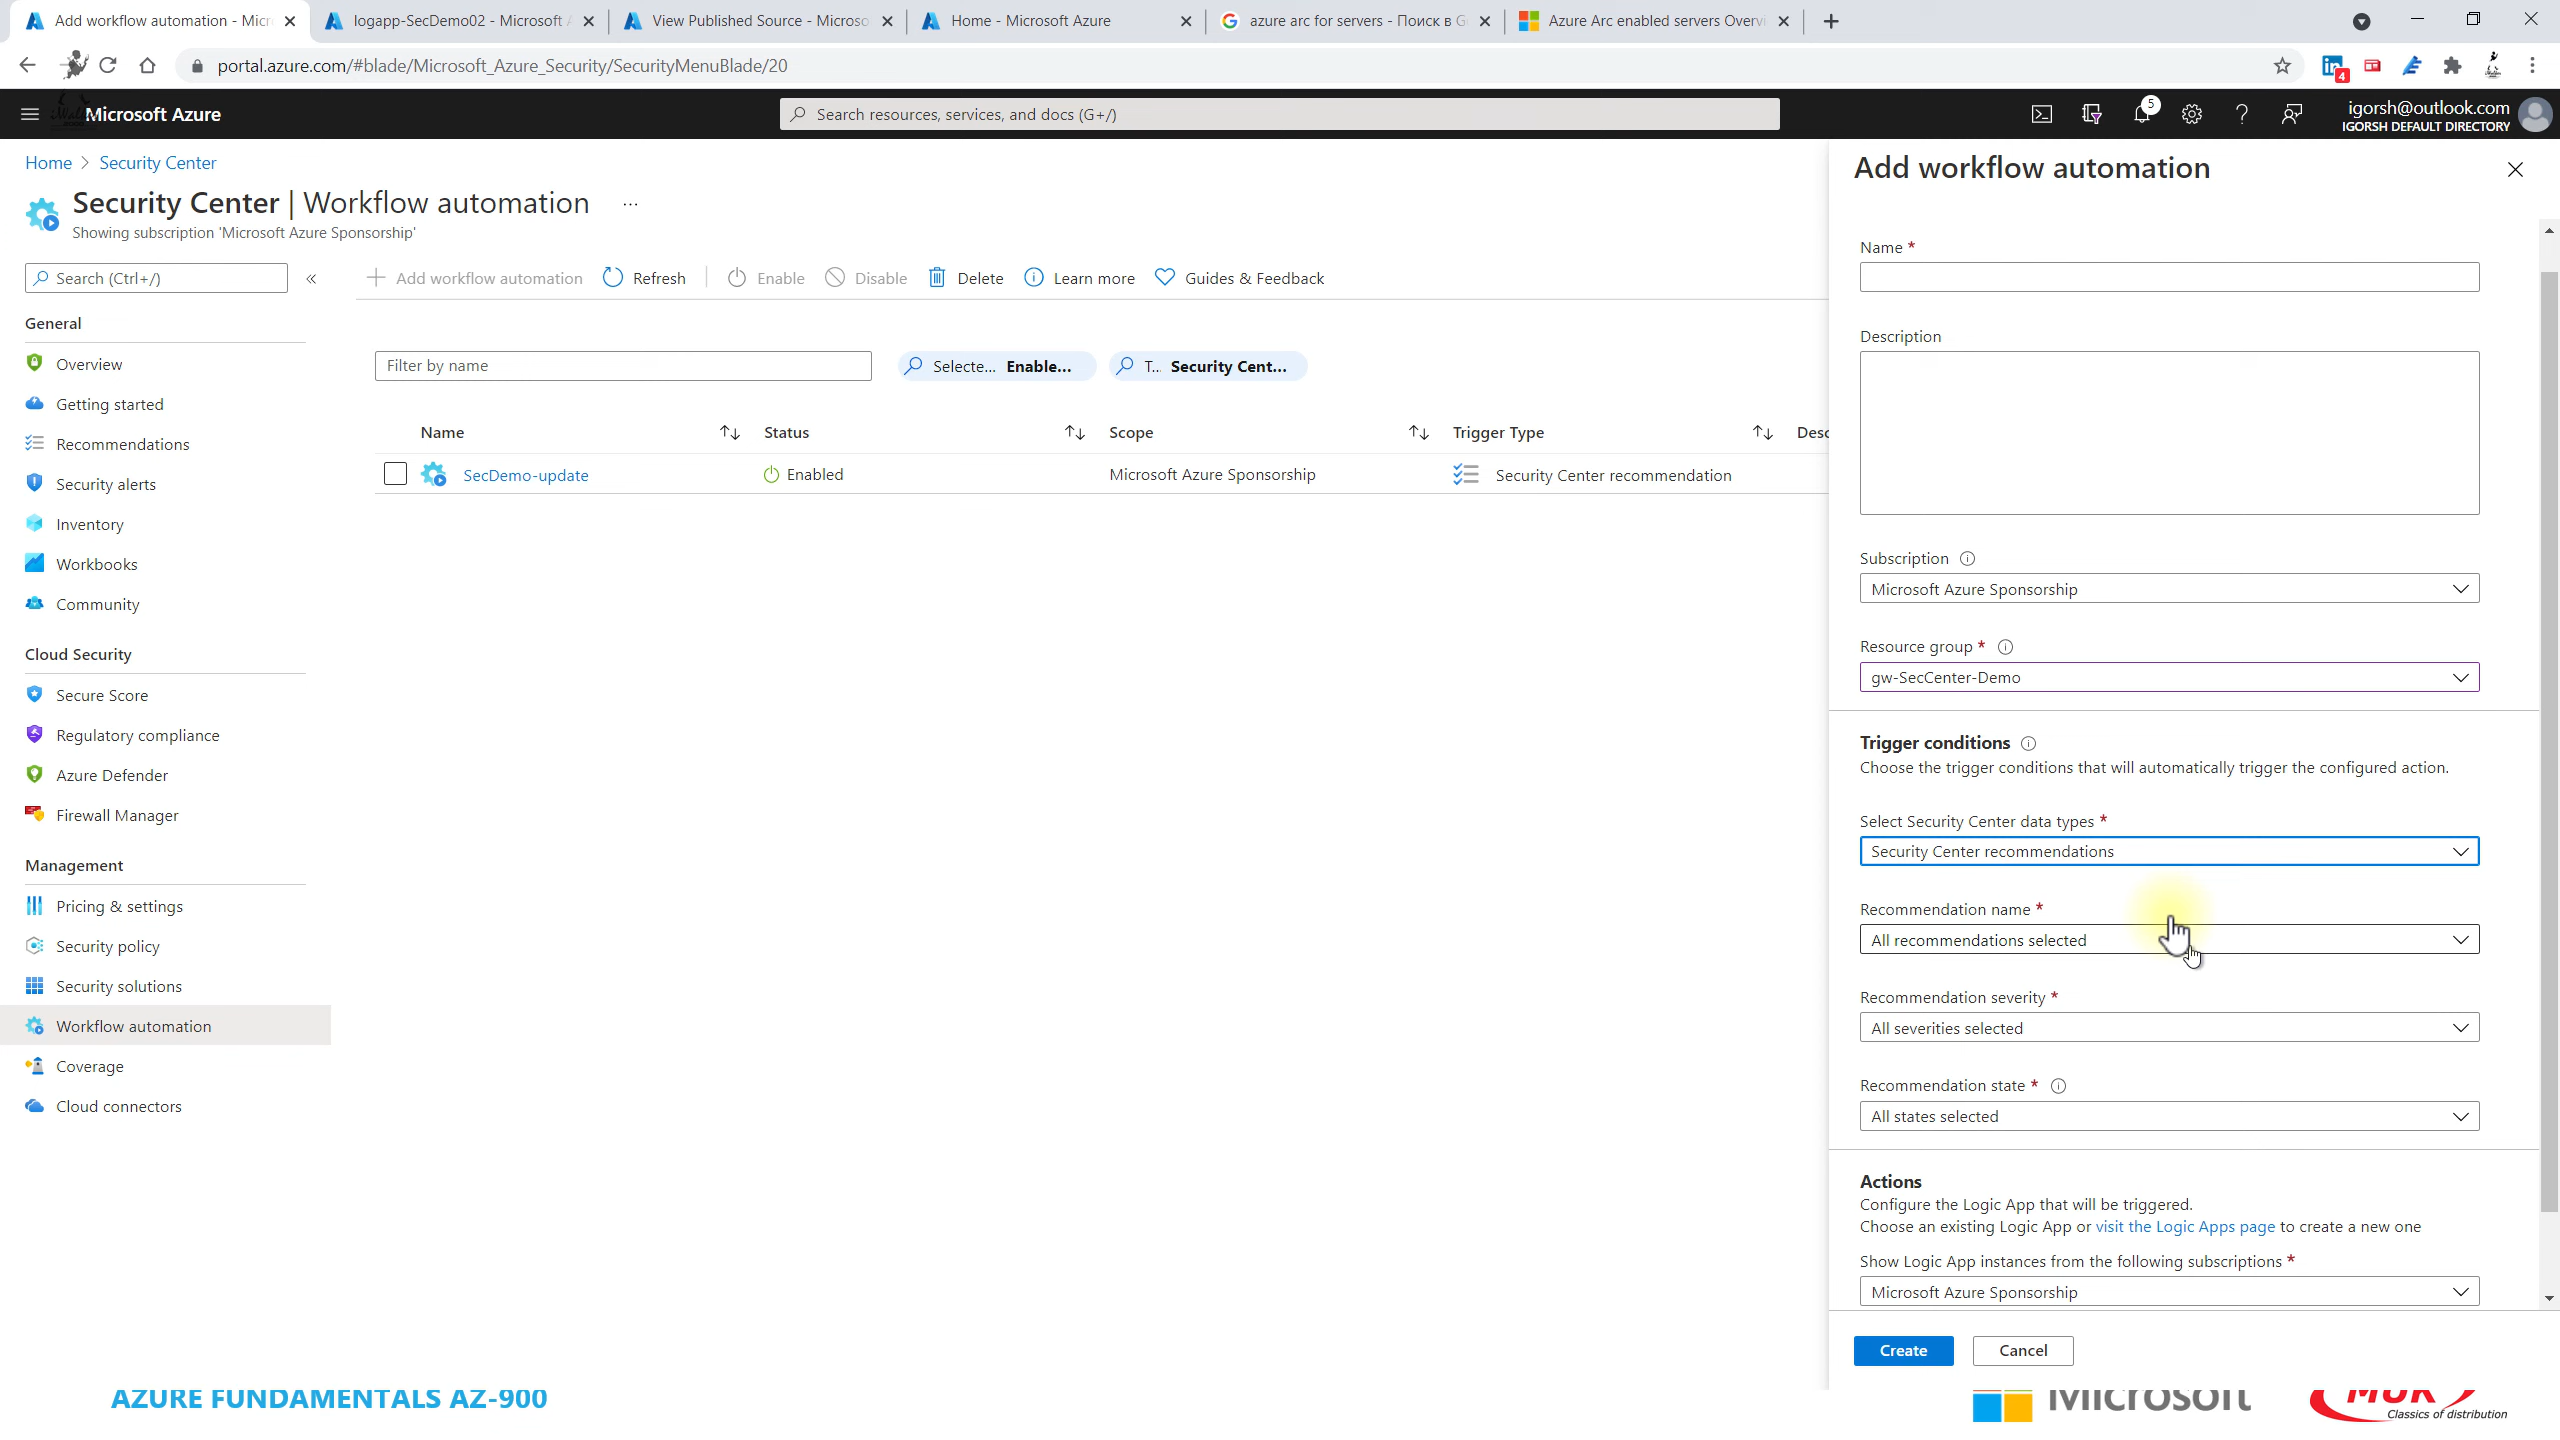 Add workflow automation - Micr
logapp-SecDemo02 - Microsoft A
View Published Source - Microso
Home - Microsoft Azure
azure arc for servers - Поиск в G
Azure Arc enabled servers Overvi
portal.azure.com/#blade/Microsoft_Azure_Security/SecurityMenuBlade/20
4
Microsoft Azure
Search resources, services, and docs (G+/)
5
igorsh@outlook.com
IGORSH DEFAULT DIRECTORY
Home > Security Center
Security Center | Workflow automation ...
Showing subscription 'Microsoft Azure Sponsorship'
Search (Ctrl+/)
«
General
Overview
Getting started
Recommendations
Security alerts
Inventory
Workbooks
Community
Cloud Security
Secure Score
Regulatory compliance
Azure Defender
Firewall Manager
Management
Pricing & settings
Security policy
Security solutions
Workflow automation
Coverage
Cloud connectors
Add workflow automation
Refresh
Enable
Disable
Delete
Learn more
Guides & Feedback
Filter by name
Selecte... Enable...
T... Security Cent...
Name Status Scope Trigger Type Desc
SecDemo-update Enabled Microsoft Azure Sponsorship Security Center recommendation
Add workflow automation
Name *
Description
Subscription
Microsoft Azure Sponsorship
Resource group *
gw-SecCenter-Demo
Trigger conditions
Choose the trigger conditions that will automatically trigger the configured action.
Select Security Center data types *
Security Center recommendations
Recommendation name *
All recommendations selected
Recommendation severity *
All severities selected
Recommendation state *
All states selected
Actions
Configure the Logic App that will be triggered.
Choose an existing Logic App or visit the Logic Apps page to create a new one
Show Logic App instances from the following subscriptions *
Microsoft Azure Sponsorship
Create
Cancel
AZURE FUNDAMENTALS AZ-900
Microsoft
MUK
Classics of distribution